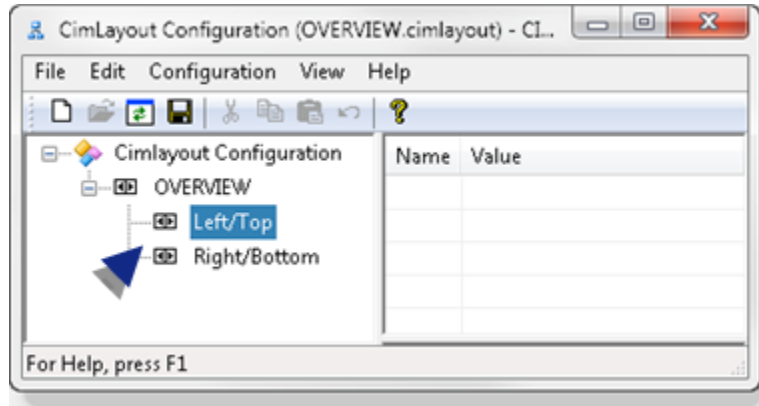 CimLayout Configuration (OVERVIEW.cimlayout) - CI...
File Edit Configuration View Help
Cimlayout Configuration
Name Value
OVERVIEW
Left/Top
Right/Bottom
For Help, press F1